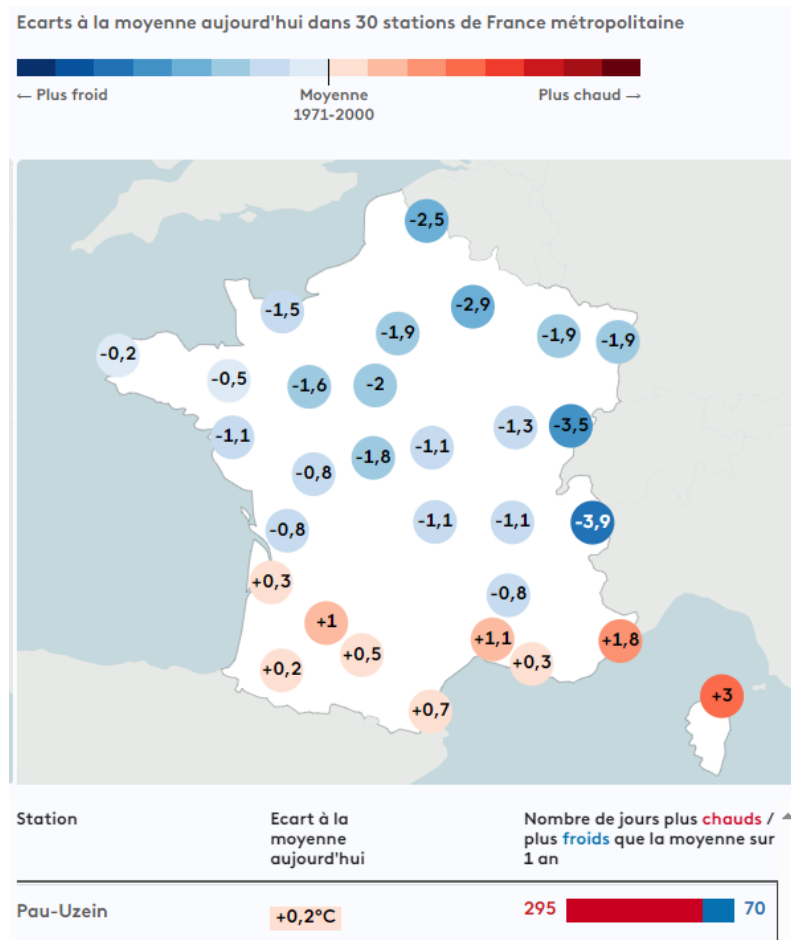 Ecarts à la moyenne aujourd'hui dans 30 stations de France métropolitaine
← Plus froid
Moyenne
1971-2000
Plus chaud →
-2,5
-2,9
-1,5
-1,9
-1,9
-1,9
-0,2
-0,5
-1,6
-2
-1,1
-1,3
-3,5
-1,1
-1,8
-0,8
-0,8
-1,1
-1,1
-3,9
+0,3
-0,8
+1
+1,1
+1,8
+0,5
+0,3
+0,2
+3
+0,7
Station
Ecart à la
moyenne
aujourd'hui
Nombre de jours plus chauds /
plus froids que la moyenne sur
1 an
Pau-Uzein
+0,2°C
295
70